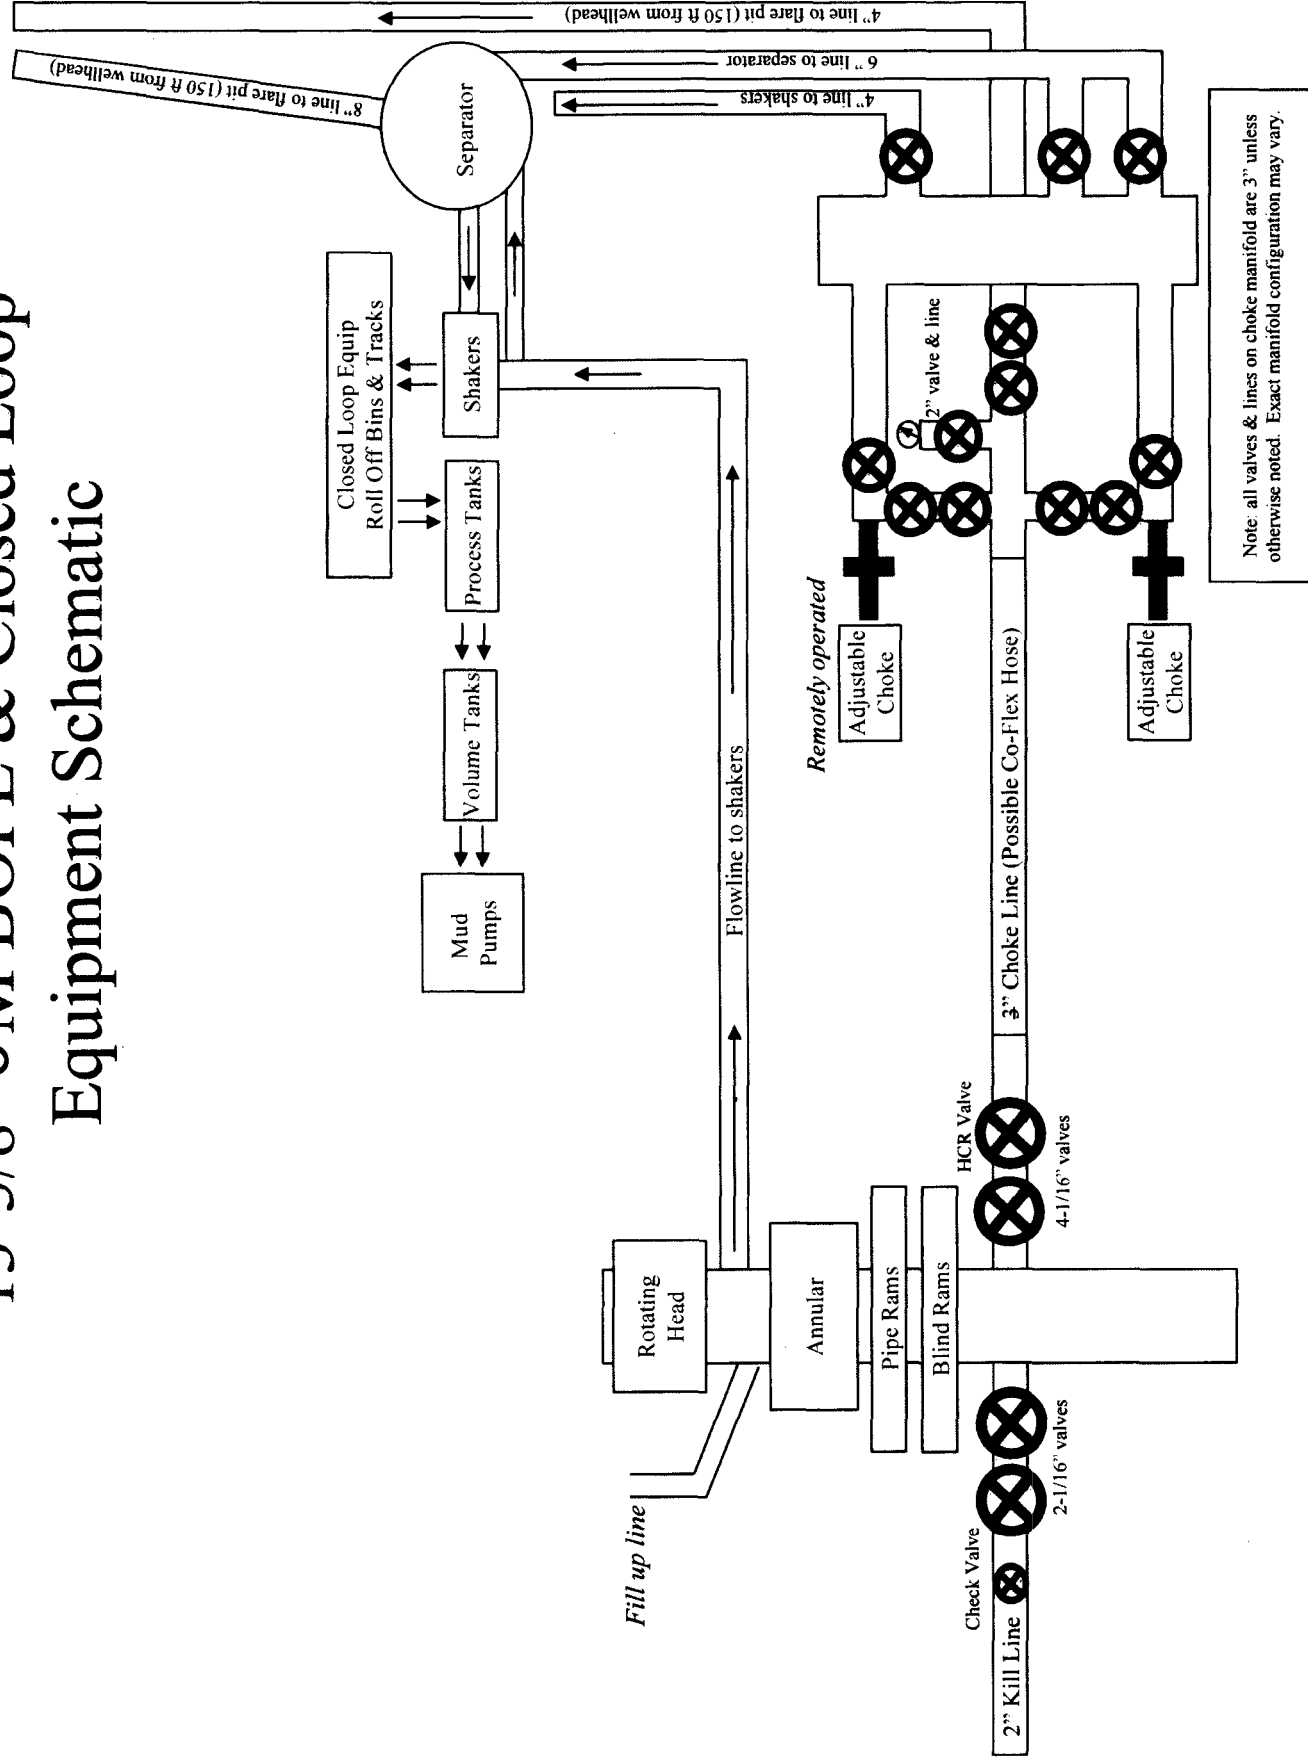 BOPE & Closed Loop
Equipment Schematic
8" line to flare pit (150 ft from wellhead)
4" line to flare pit (150 ft from wellhead)
6" line to separator
4" line to shakers
Closed Loop Equip
Roll Off Bins & Tracks
Mud
Pumps
Volume Tanks
Process Tanks
Shakers
Separator
Fill up line
Rotating
Head
Flowline to shakers
Annular
Pipe Rams
Blind Rams
Remotely operated
Adjustable
Choke
2" valve & line
Check Valve
HCR Valve
2" Kill Line
3" Choke Line (Possible Co-Flex Hose)
2-1/16" valves
4-1/16" valves
Adjustable
Choke
Note: all valves & lines on choke manifold are 3" unless
otherwise noted. Exact manifold configuration may vary.